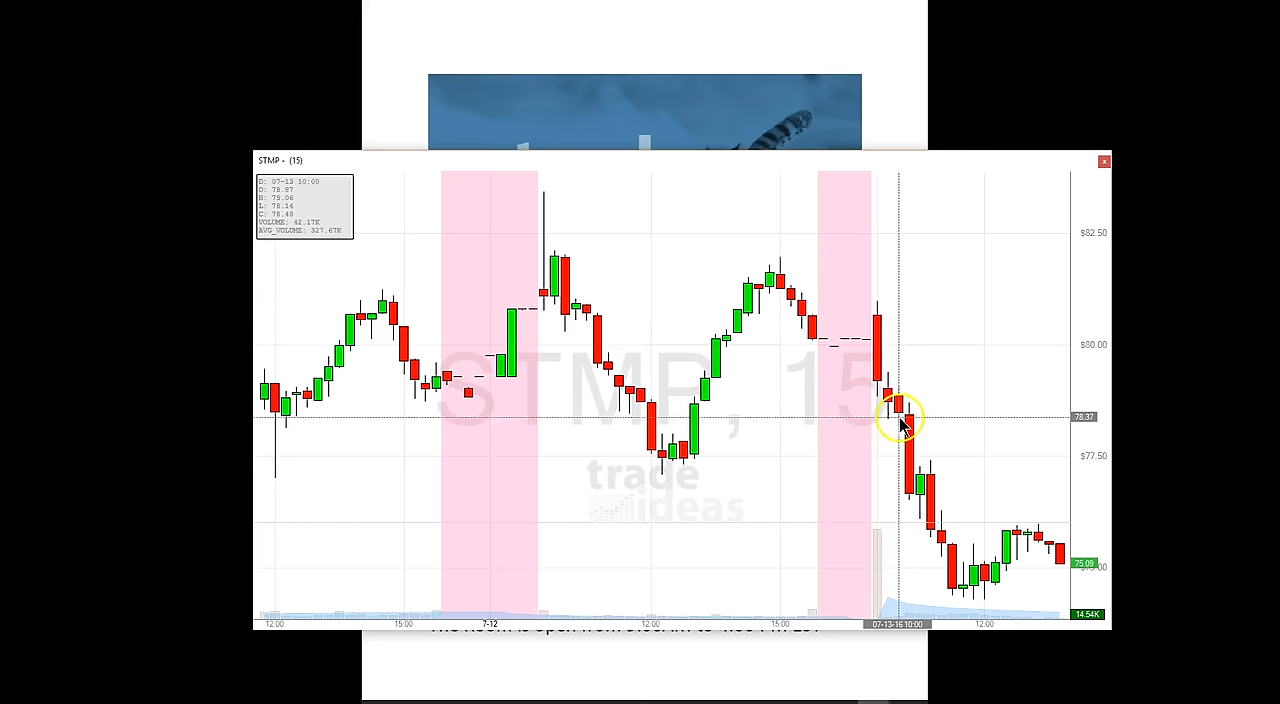 STMP - (15)
D: 07-13 10:00
O: 78.87
H: 79.06
L: 78.14
C: 78.48
VOLUME: 42.17K
AVG_VOLUME: 327.67K
$82.50
$80.00
78.37
$77.50
75.09
14.54K
STMP, 15
trade
ideas
12:00
15:00
7-12
12:00
15:00
07-13-16 10:00
12:00